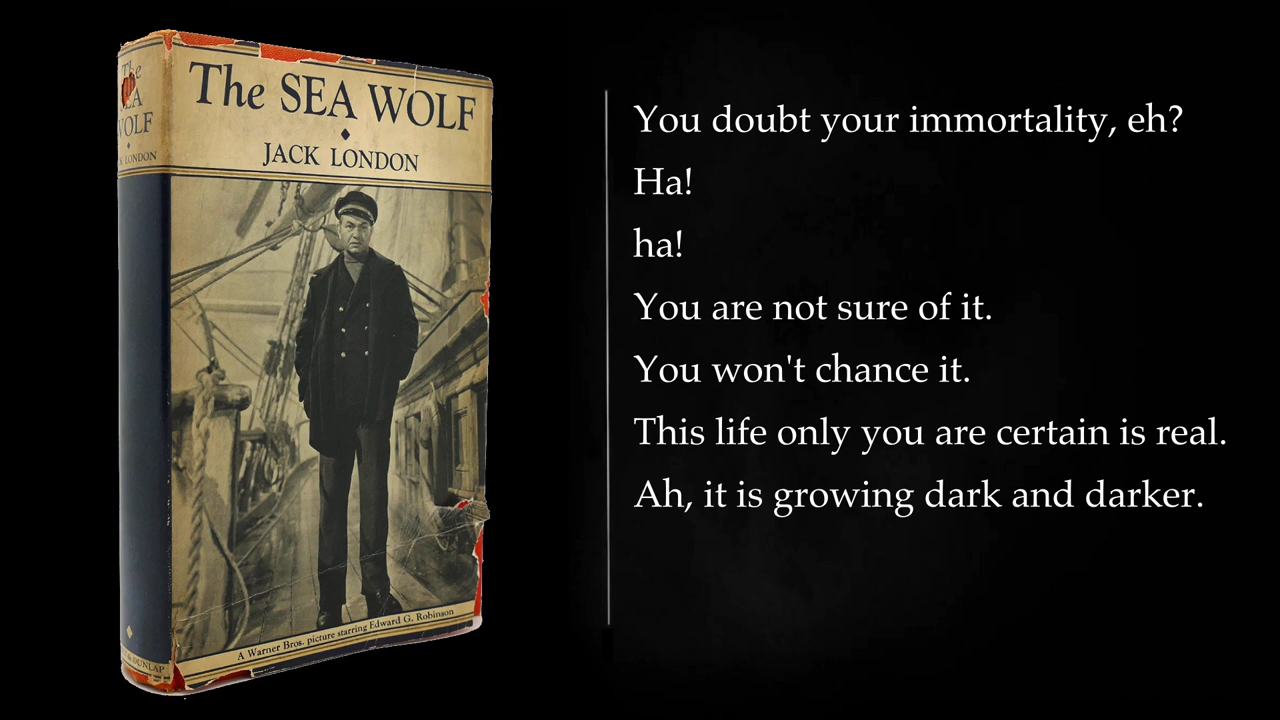 The SEA WOLF
JACK LONDON
A Warner Bros. picture starring Edward G. Robinson
The
SEA
WOLF
LONDON
DUNLAP
You doubt your immortality, eh?
Ha!
ha!
You are not sure of it.
You won't chance it.
This life only you are certain is real.
Ah, it is growing dark and darker.